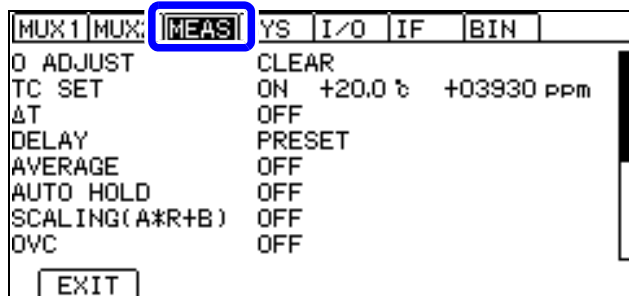 MUX1 MUX2 MEAS YS I/O IF BIN
0 ADJUST CLEAR
TC SET ON +20.0 ℃ +03930 ppm
ΔT OFF
DELAY PRESET
AVERAGE OFF
AUTO HOLD OFF
SCALING(A*R+B) OFF
OVC OFF
EXIT